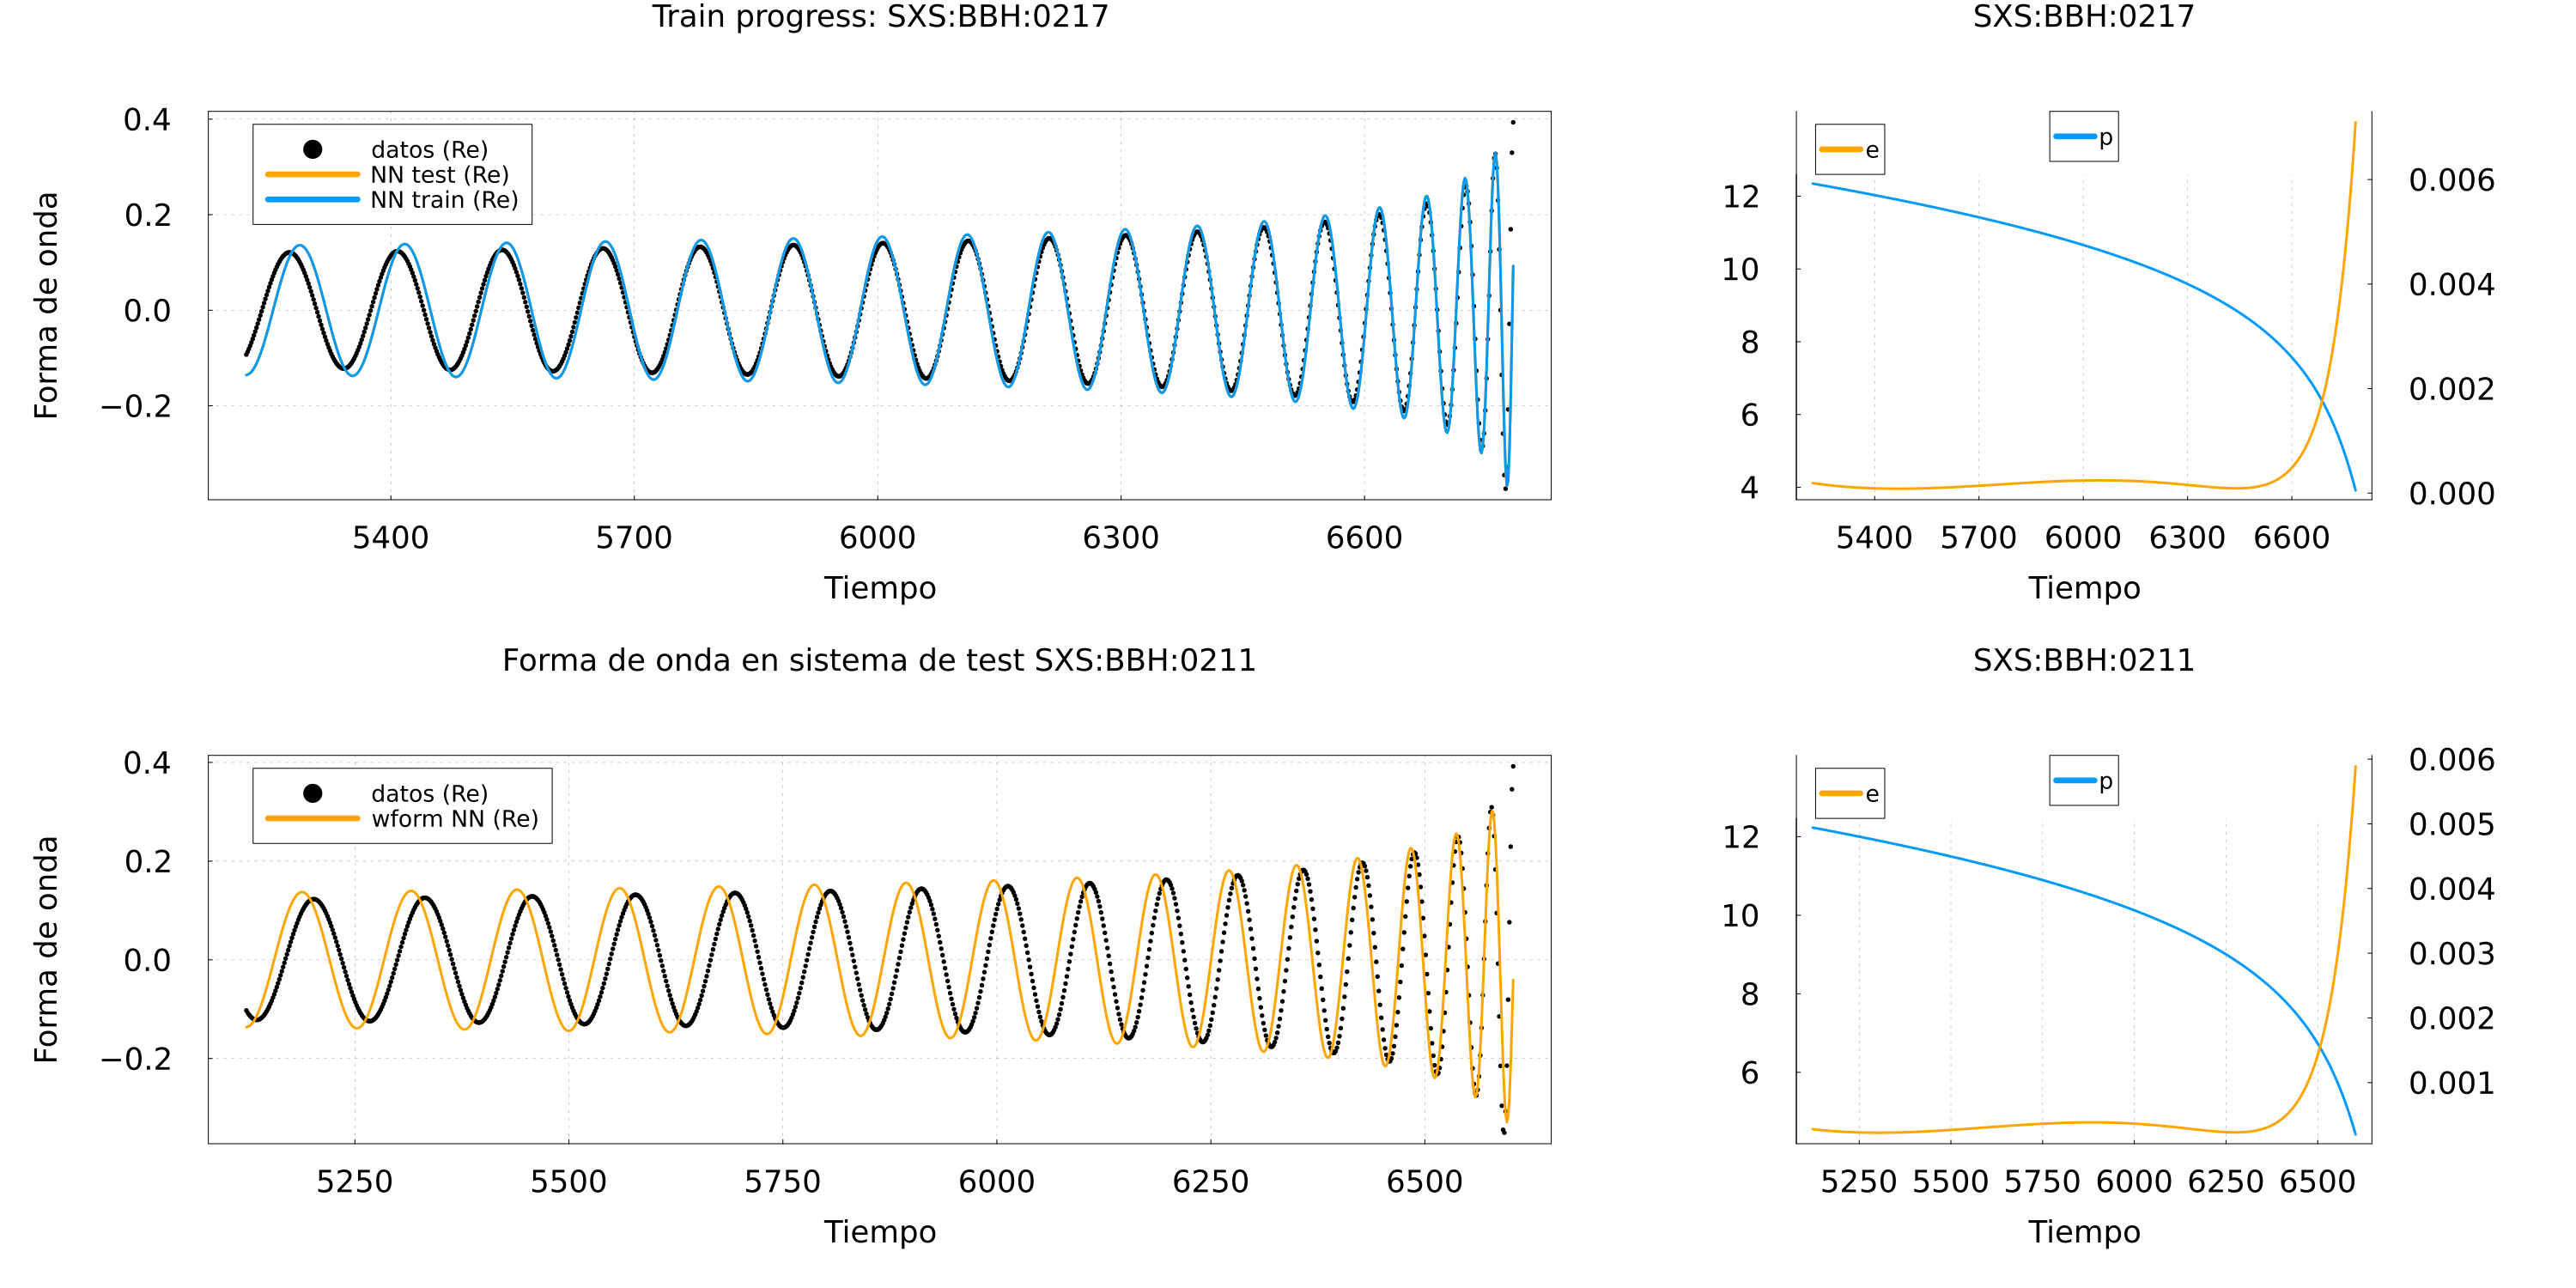 Train progress: SXS:BBH:0217
datos (Re)
NN test (Re)
NN train (Re)
0.4
0.2
0.0
−0.2
Forma de onda
5400 5700 6000 6300 6600
Tiempo
SXS:BBH:0217
e
p
12
10
8
6
4
0.006
0.004
0.002
0.000
5400 5700 6000 6300 6600
Tiempo
Forma de onda en sistema de test SXS:BBH:0211
datos (Re)
wform NN (Re)
0.4
0.2
0.0
−0.2
Forma de onda
5250 5500 5750 6000 6250 6500
Tiempo
SXS:BBH:0211
e
p
12
10
8
6
0.006
0.005
0.004
0.003
0.002
0.001
5250 5500 5750 6000 6250 6500
Tiempo